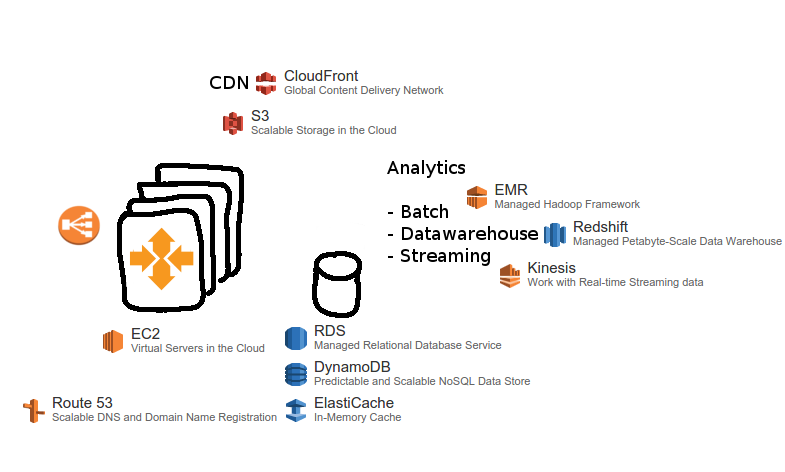 CDN CloudFront
Global Content Delivery Network
S3
Scalable Storage in the Cloud
Analytics
EMR
Managed Hadoop Framework
- Batch
- Datawarehouse
Redshift
Managed Petabyte-Scale Data Warehouse
- Streaming
Kinesis
Work with Real-time Streaming data
EC2
Virtual Servers in the Cloud
RDS
Managed Relational Database Service
DynamoDB
Predictable and Scalable NoSQL Data Store
Route 53
Scalable DNS and Domain Name Registration
ElastiCache
In-Memory Cache